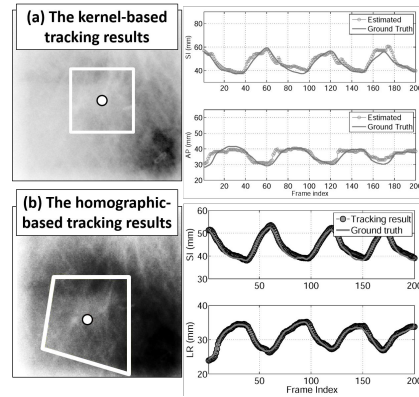 (a) The kernel-based
tracking results
SI (mm)
60
40
Estimated
Ground Truth
20 40 60 80 100 120 140 160 180 200
AP (mm)
50
40
30
20
Estimated
Ground Truth
20 40 60 80 100 120 140 160 180 200
Frame index
(b) The homographic-
based tracking results
SI (mm)
60
50
40
30
Tracking result
Ground truth
50 100 150 200
LR (mm)
40
35
30
25
20
0 50 100 150 200
Frame Index